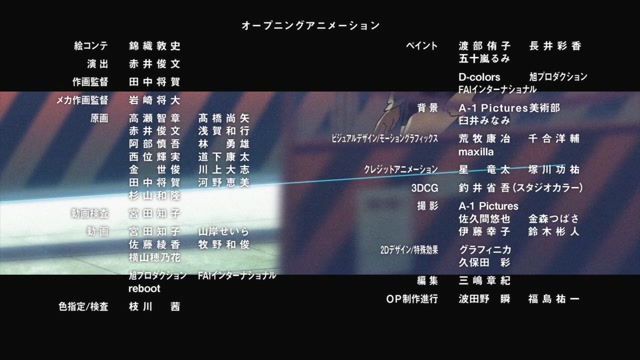 オープニングアニメーション
絵コンテ 錦織敦史
演出 赤井俊文
作画監督 田中将賀
メカ作画監督 岩崎将大
原画 高瀬智章 髙橋尚矢
赤井俊文 浅賀和行
阿部慎吾 林 勇雄
西位輝実 道下康太
金 世俊 川上大志
田中将賀 河野恵美
杉山和隆
動画検査 宮田知子
動画 宮田知子 山岸せいら
佐藤綾香 牧野和俊
横山穂乃花
旭プロダクション FAIインターナショナル
reboot
色指定/検査 枝川 茜
ペイント 渡部侑子 長井彩香
五十嵐るみ
D-colors 旭プロダクション
FAIインターナショナル
背景 A-1 Pictures美術部
臼井みなみ
ビジュアルデザイン/モーショングラフィックス 荒牧康治 千合洋輔
maxilla
クレジットアニメーション 星 竜太 塚川功祐
3DCG 釣井省吾(スタジオカラー)
撮影 A-1 Pictures
佐久間悠也 金森つばさ
伊藤幸子 鈴木彬人
2Dデザイン/特殊効果 グラフィニカ
久保田 彩
編集 三嶋章紀
OP制作進行 波田野 瞬 福島祐一